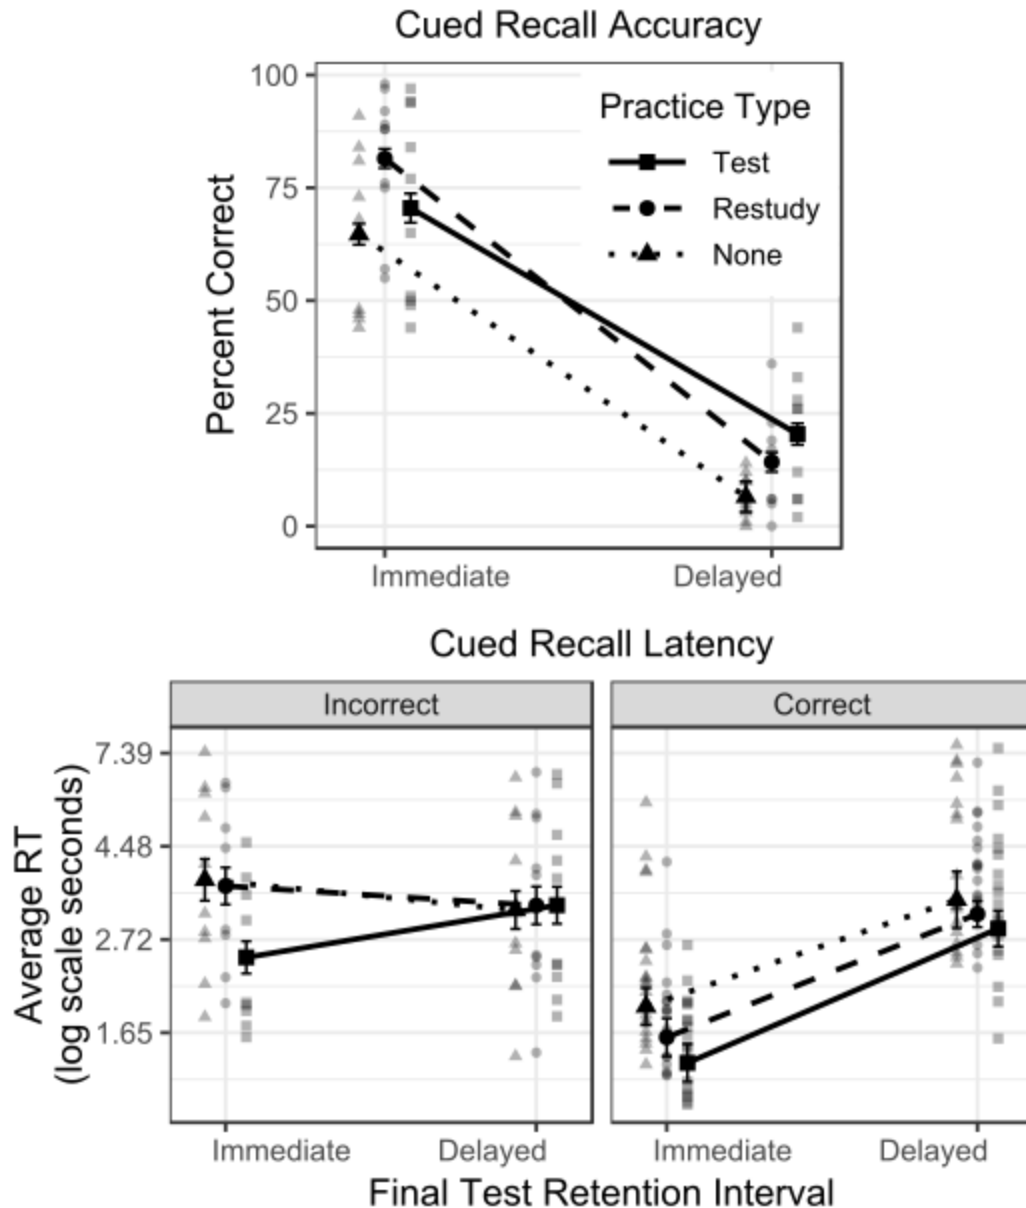 Cued Recall Accuracy
Percent Correct
100
75
50
25
0
Practice Type
Test
Restudy
None
Immediate
Delayed
Cued Recall Latency
Incorrect
Correct
Average RT
(log scale seconds)
7.39
4.48
2.72
1.65
Immediate
Delayed
Immediate
Delayed
Final Test Retention Interval